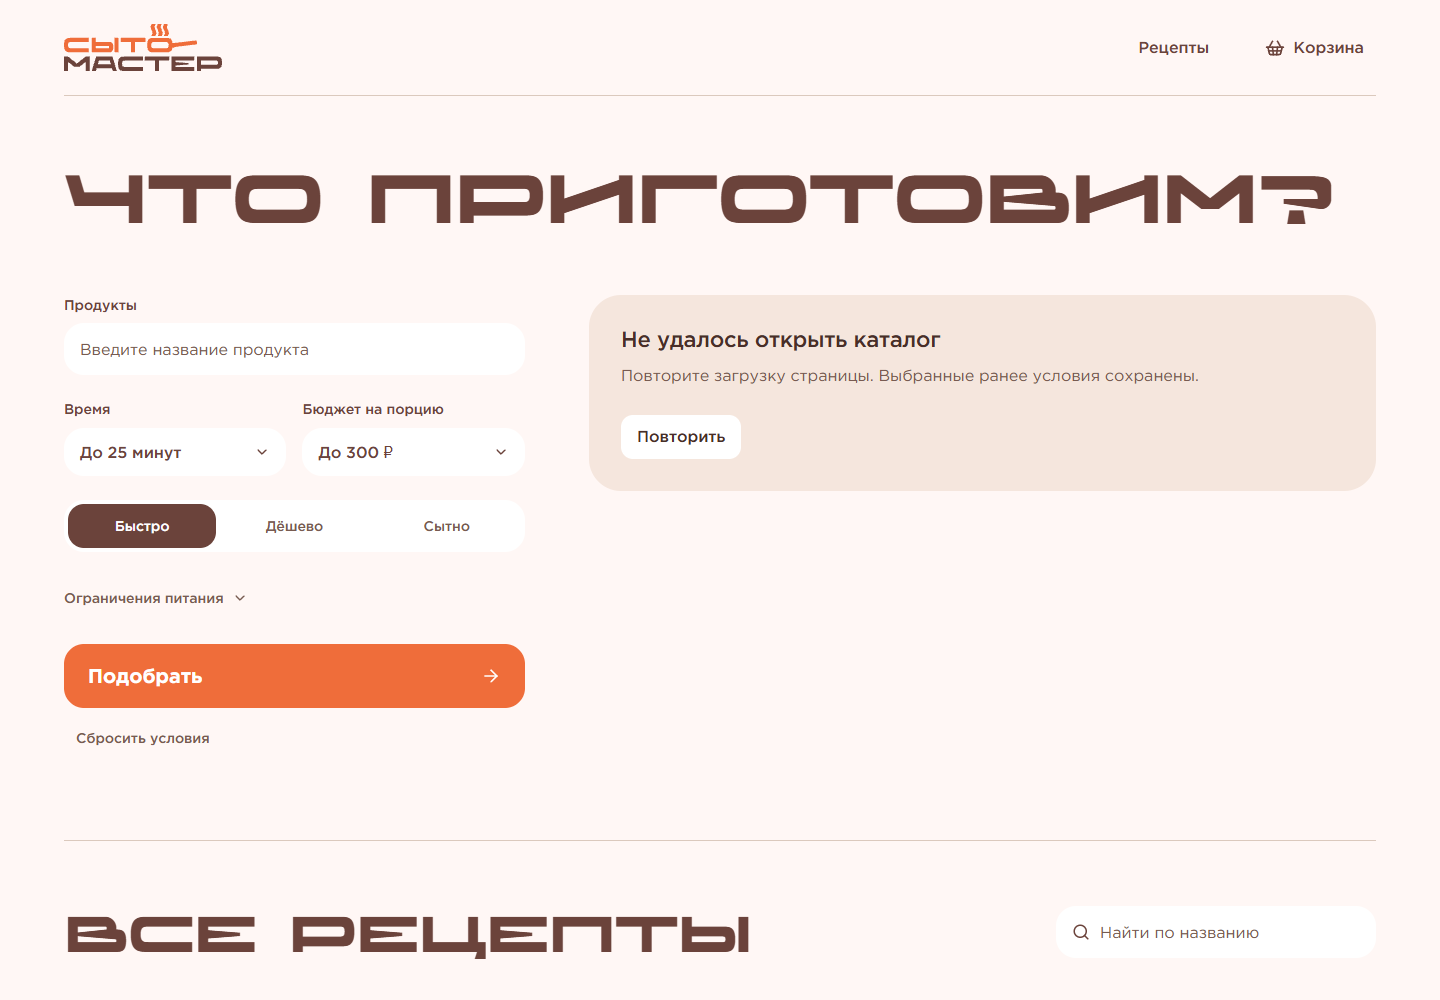 СЫТО
МАСТЕР
Рецепты
Корзина
ЧТО ПРИГОТОВИМ?
Продукты
Введите название продукта
Время
Бюджет на порцию
До 25 минут
До 300 ₽
Быстро
Дёшево
Сытно
Ограничения питания
Подобрать
Сбросить условия
Не удалось открыть каталог
Повторите загрузку страницы. Выбранные ранее условия сохранены.
Повторить
ВСЕ РЕЦЕПТЫ
Найти по названию